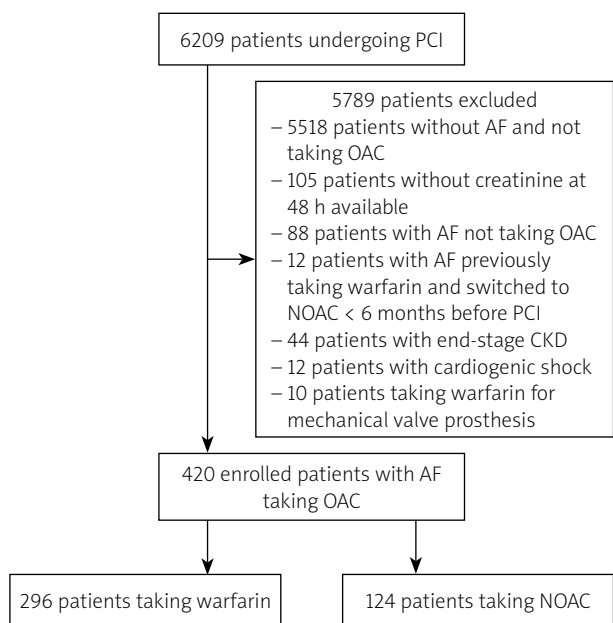 6209 patients undergoing PCI
5789 patients excluded
– 5518 patients without AF and not
taking OAC
– 105 patients without creatinine at
48 h available
– 88 patients with AF not taking OAC
– 12 patients with AF previously
taking warfarin and switched to
NOAC < 6 months before PCI
– 44 patients with end-stage CKD
– 12 patients with cardiogenic shock
– 10 patients taking warfarin for
mechanical valve prosthesis
420 enrolled patients with AF
taking OAC
296 patients taking warfarin
124 patients taking NOAC